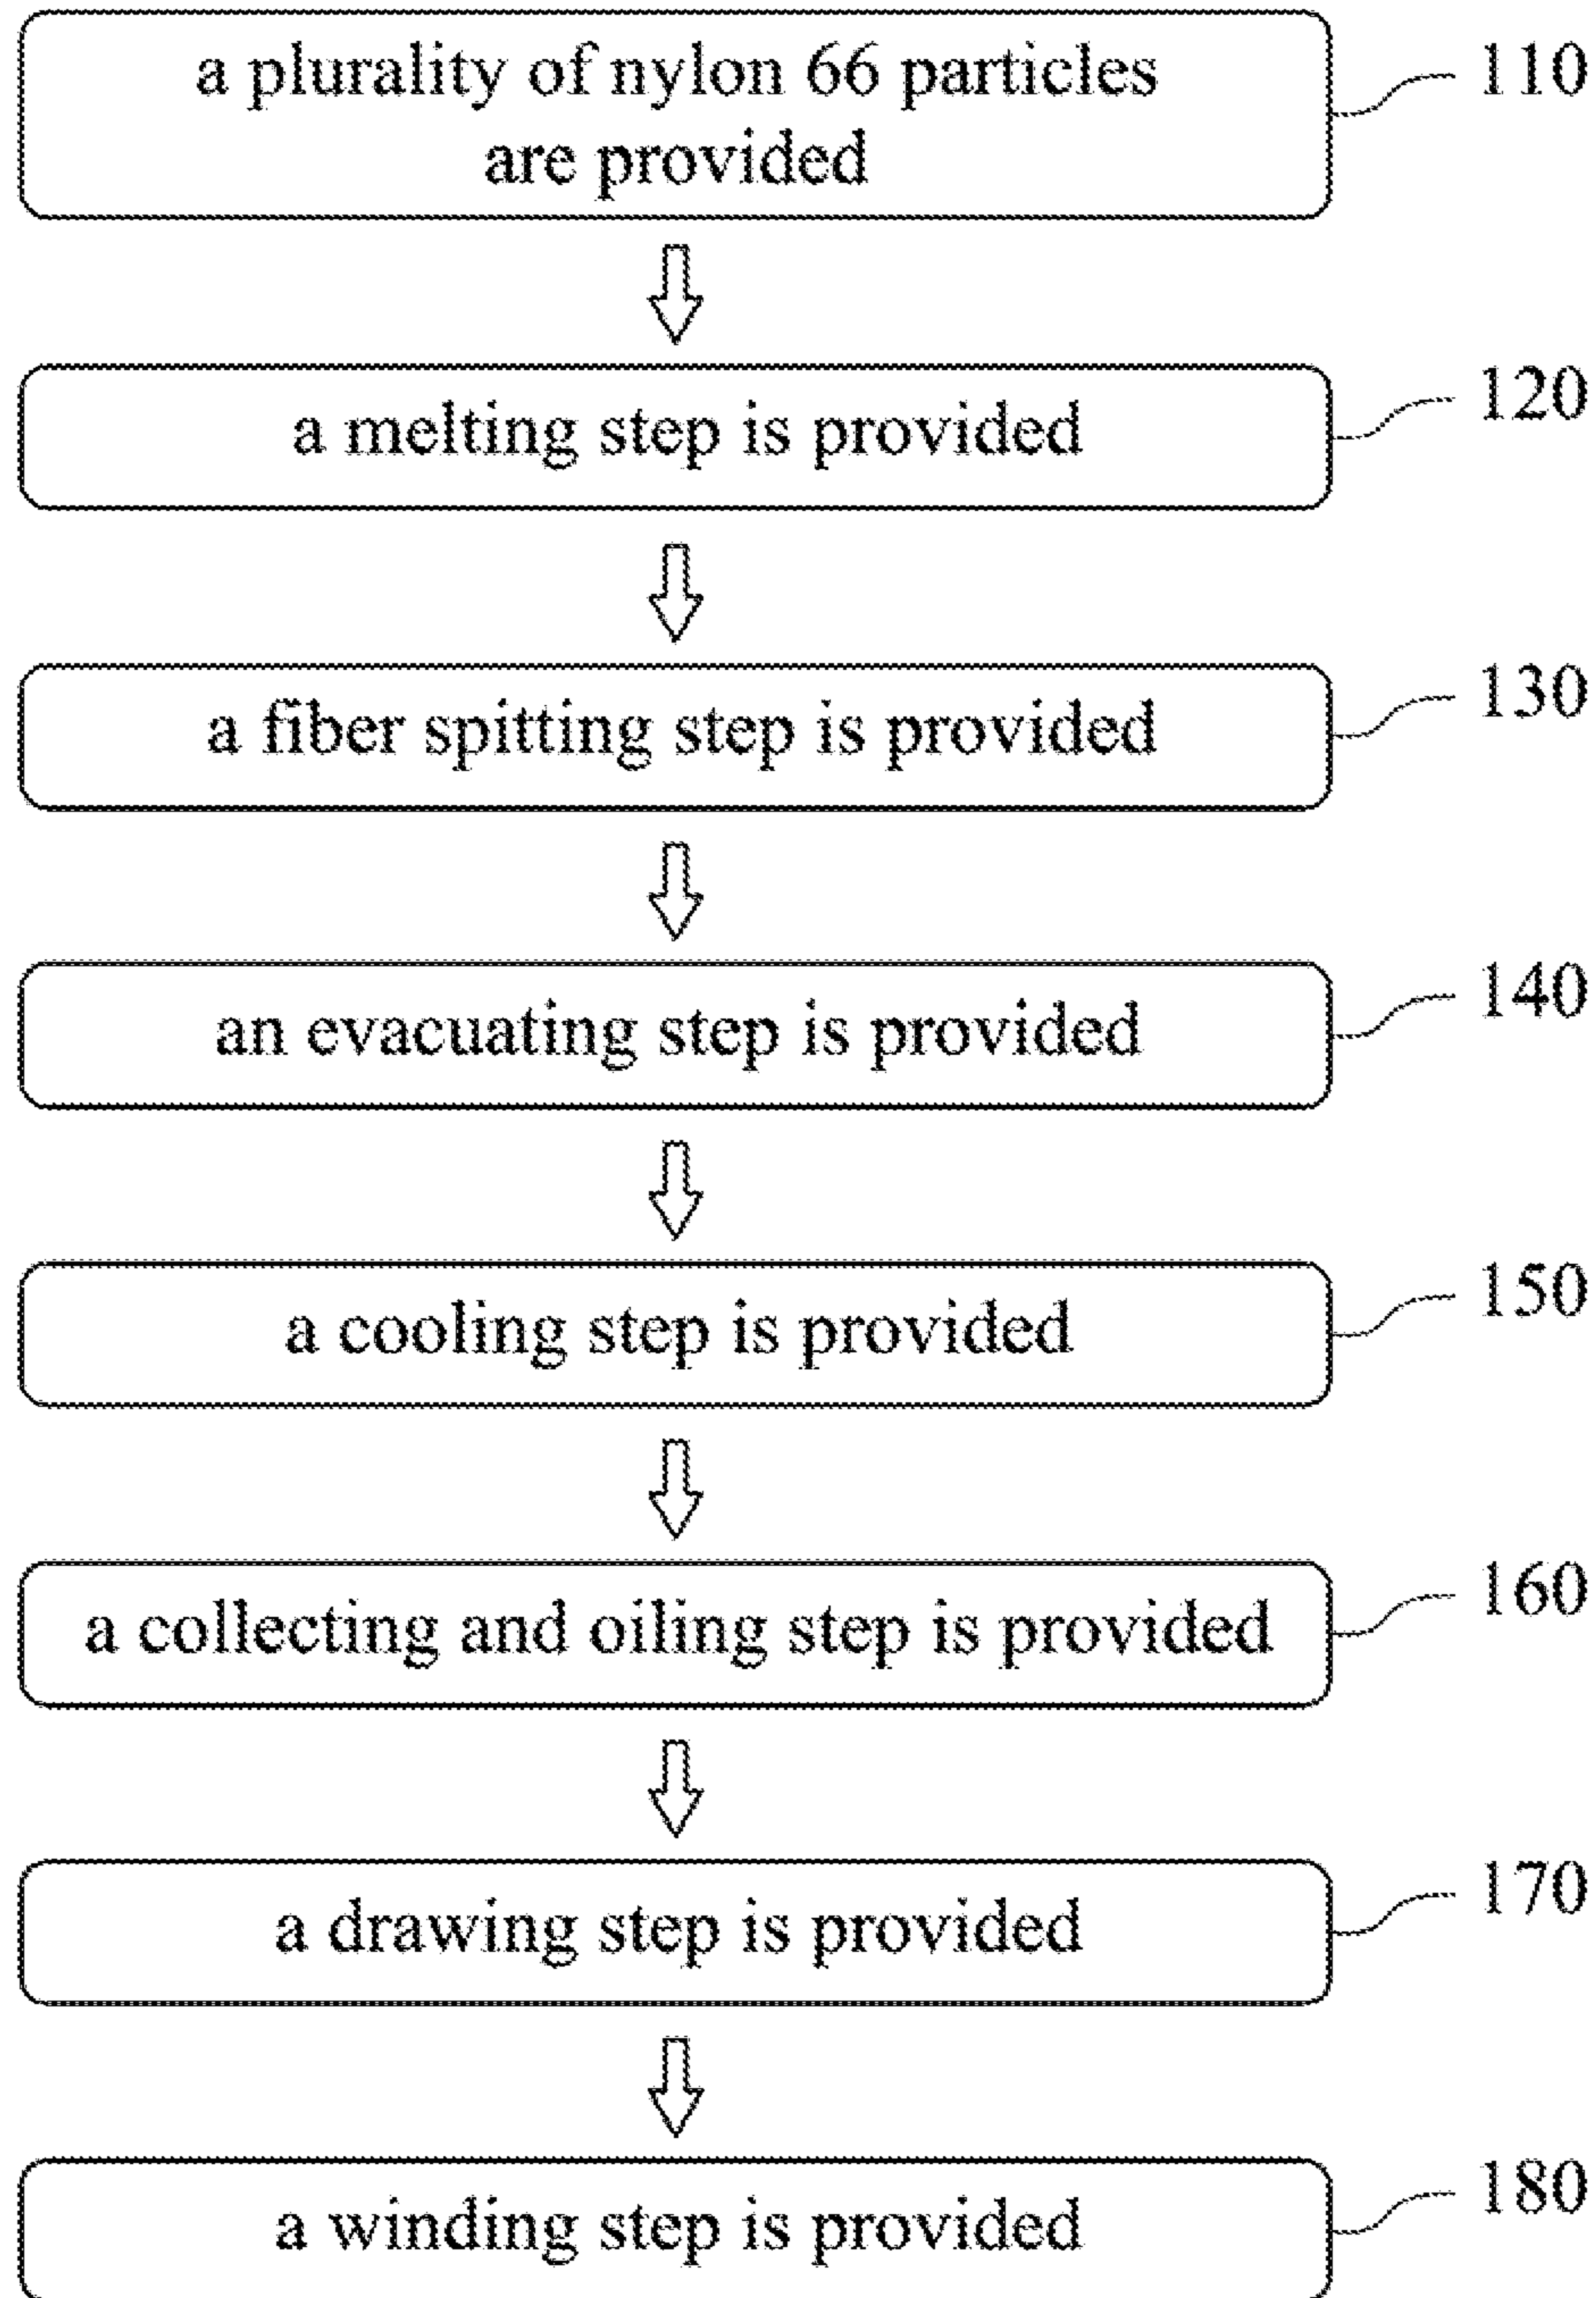 a plurality of nylon 66 particles
are provided
110
a melting step is provided
120
a fiber spitting step is provided
130
an evacuating step is provided
140
a cooling step is provided
150
a collecting and oiling step is provided
160
a drawing step is provided
170
a winding step is provided
180